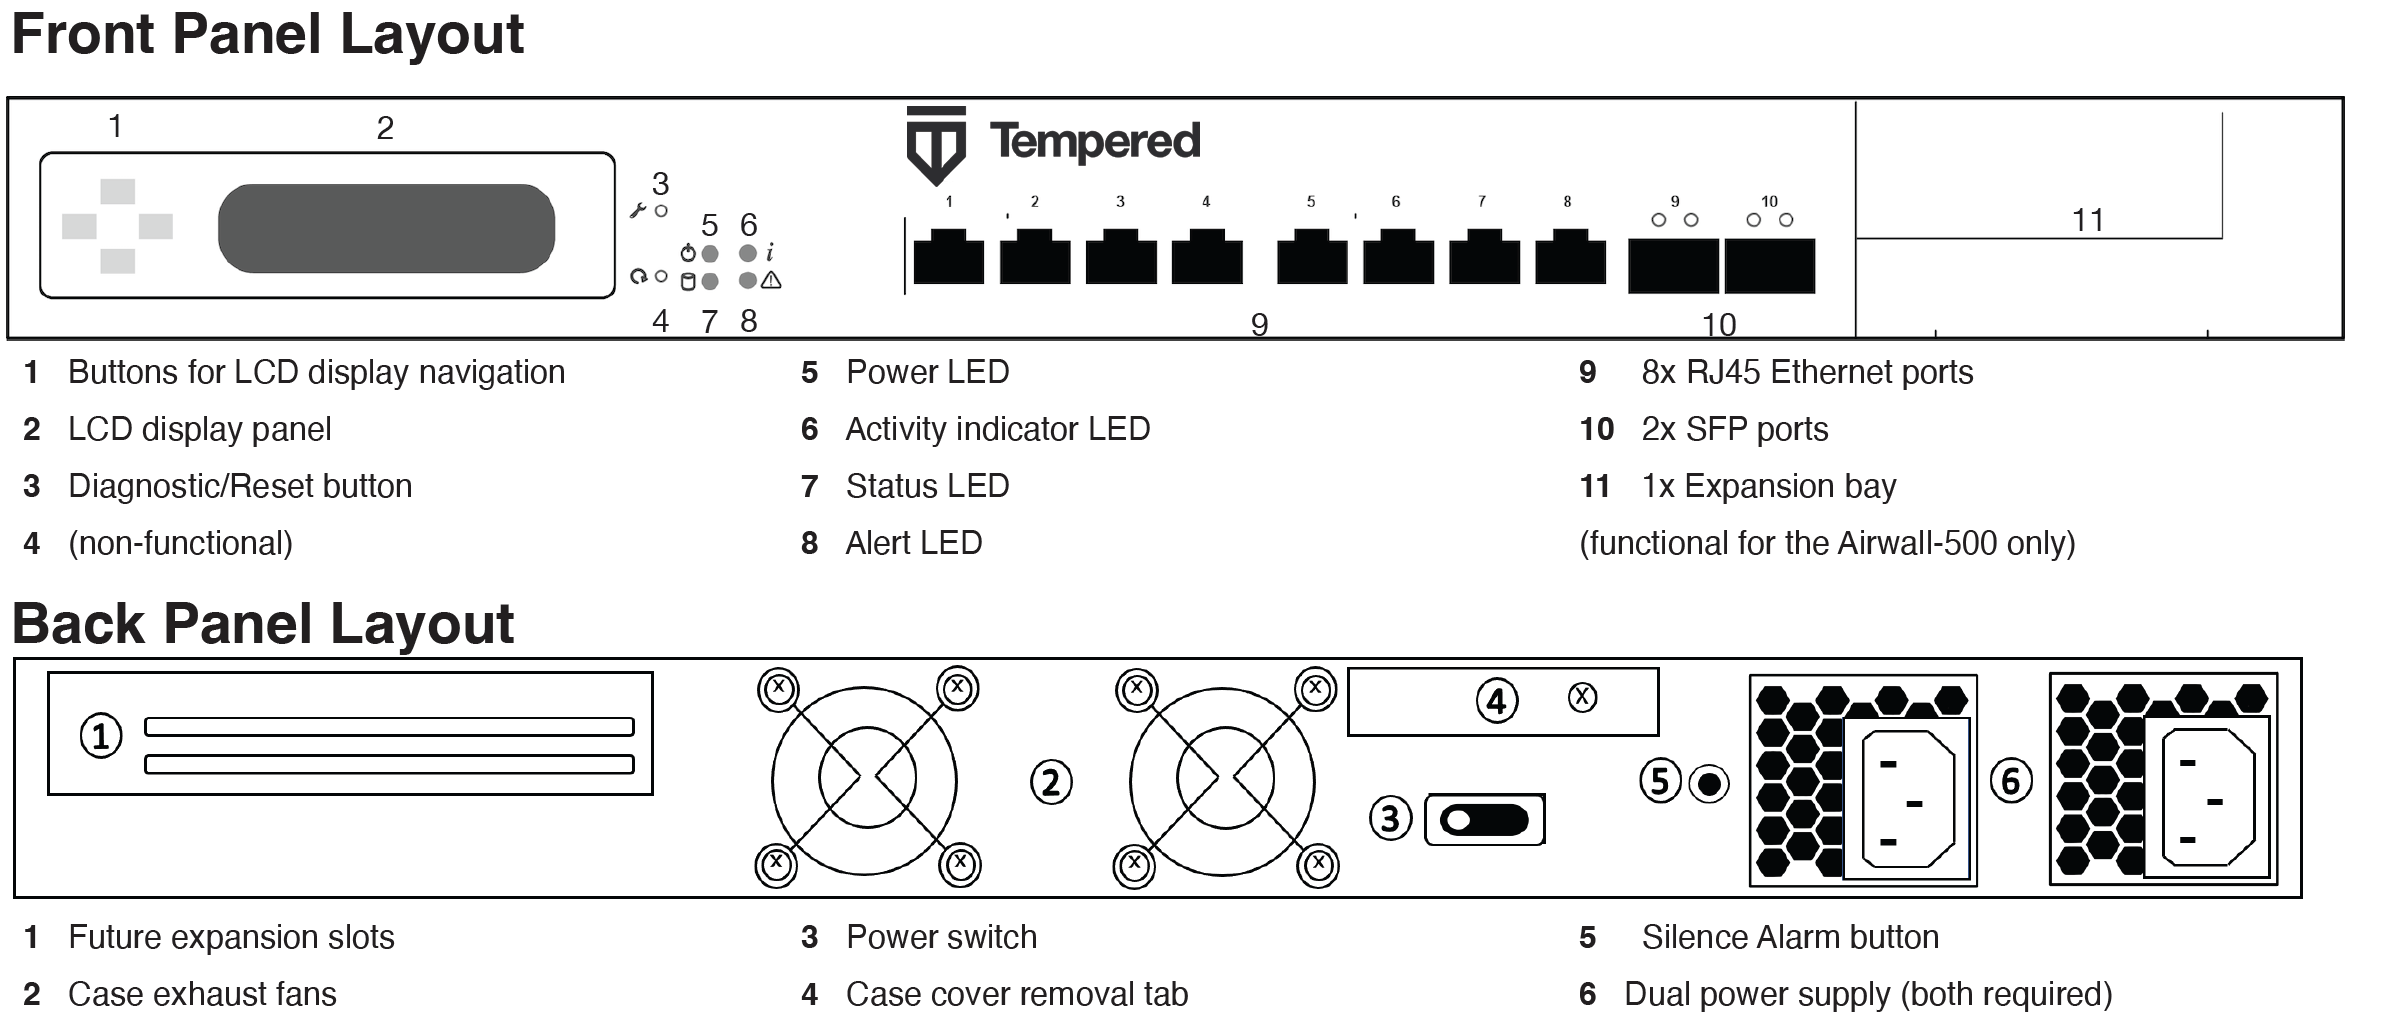 Front Panel Layout
1 2
Tempered
3
1 2 3 4 5 6 7 8 9 10
5 6 i
11
4 7 8
9 10
1 Buttons for LCD display navigation
2 LCD display panel
3 Diagnostic/Reset button
4 (non-functional)
5 Power LED
6 Activity indicator LED
7 Status LED
8 Alert LED
9 8x RJ45 Ethernet ports
10 2x SFP ports
11 1x Expansion bay
(functional for the Airwall-500 only)
Back Panel Layout
X X X X
4 X
1 2 3 5 6
X X X X
1 Future expansion slots
2 Case exhaust fans
3 Power switch
4 Case cover removal tab
5 Silence Alarm button
6 Dual power supply (both required)